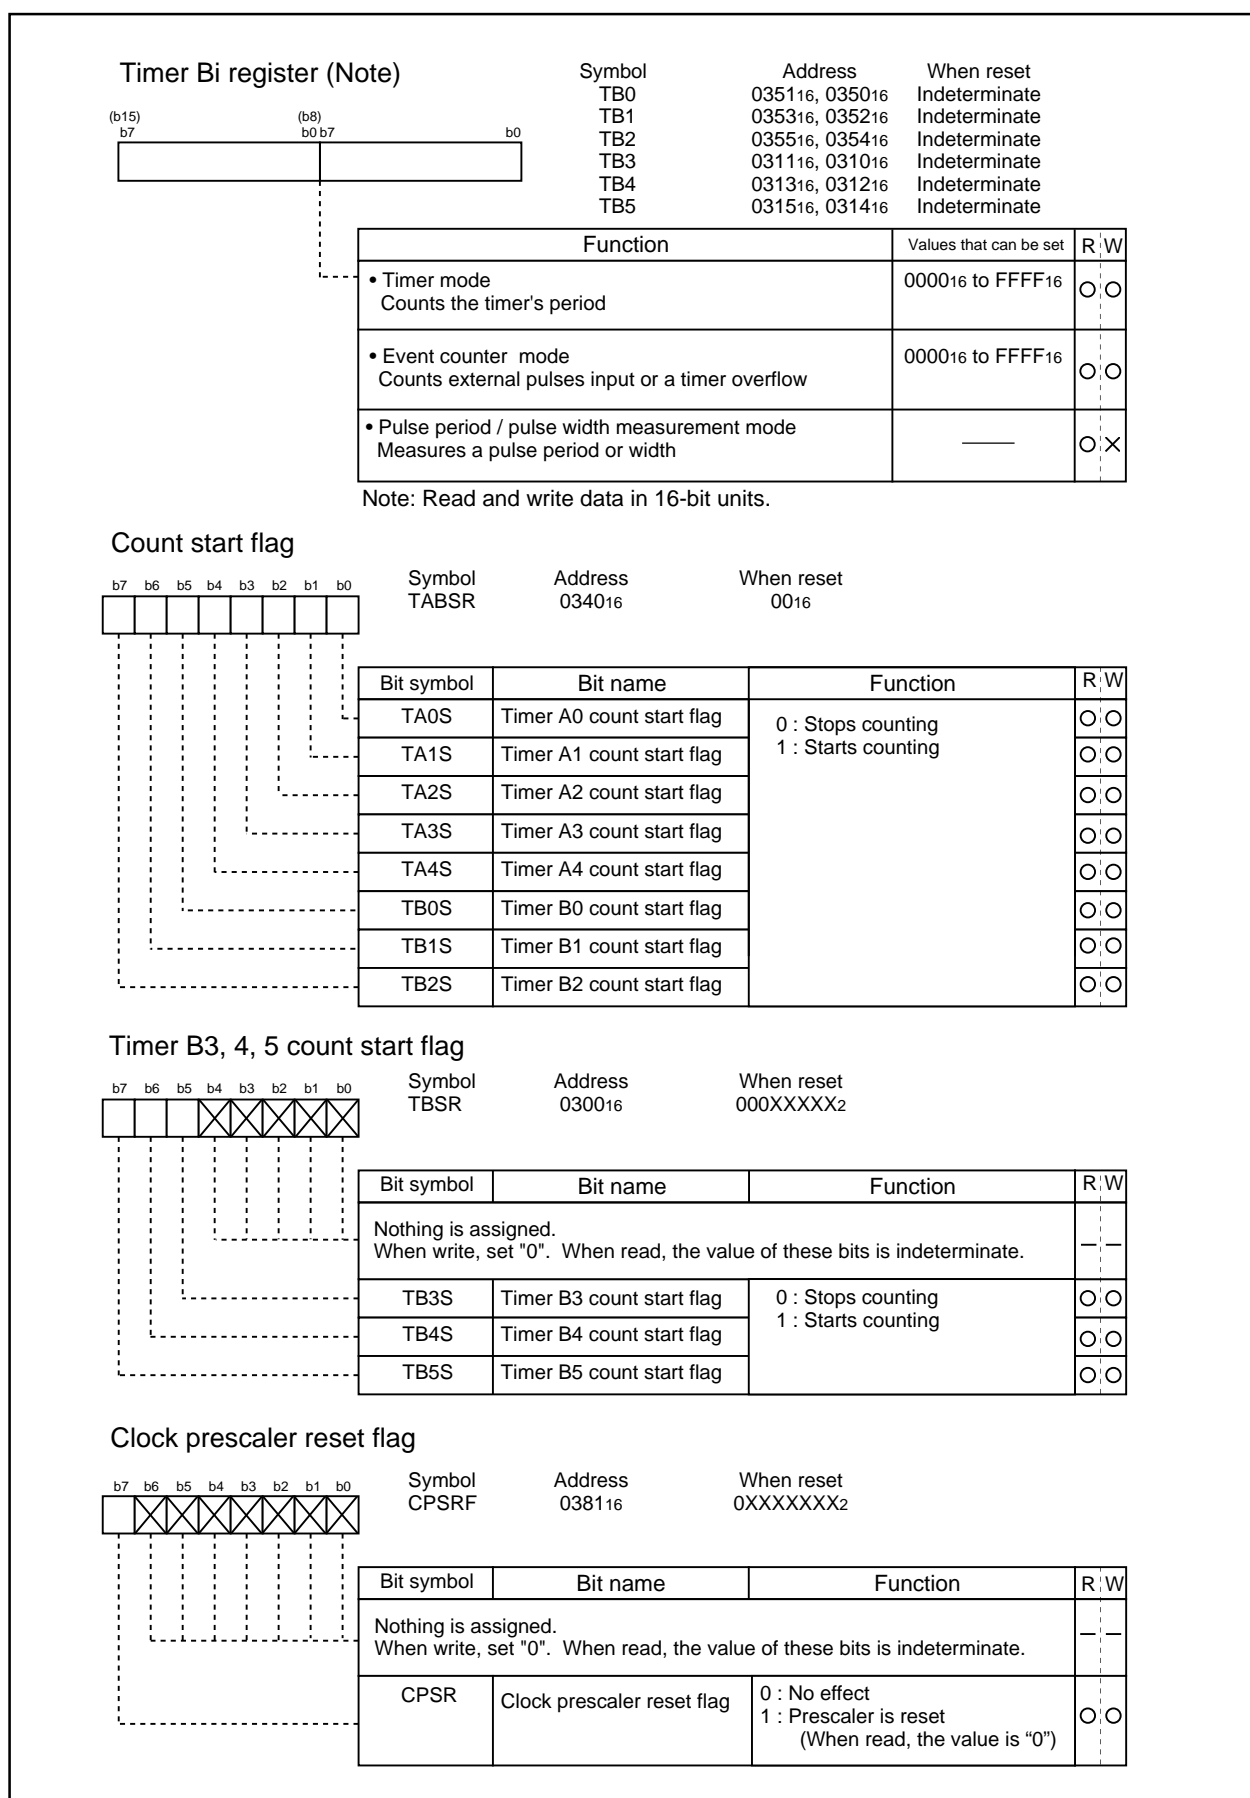 Timer Bi register (Note)
Symbol Address When reset
TB0 035116, 035016 Indeterminate
TB1 035316, 035216 Indeterminate
TB2 035516, 035416 Indeterminate
TB3 031116, 031016 Indeterminate
TB4 031316, 031216 Indeterminate
TB5 031516, 031416 Indeterminate
(b15) (b8)
b7 b0 b7 b0
Function Values that can be set R W
• Timer mode 000016 to FFFF16
Counts the timer's period
• Event counter mode 000016 to FFFF16
Counts external pulses input or a timer overflow
• Pulse period / pulse width measurement mode
Measures a pulse period or width
Note: Read and write data in 16-bit units.
Count start flag
b7 b6 b5 b4 b3 b2 b1 b0
Symbol Address When reset
TABSR 034016 0016
Bit symbol Bit name Function R W
TA0S Timer A0 count start flag 0 : Stops counting
TA1S Timer A1 count start flag 1 : Starts counting
TA2S Timer A2 count start flag
TA3S Timer A3 count start flag
TA4S Timer A4 count start flag
TB0S Timer B0 count start flag
TB1S Timer B1 count start flag
TB2S Timer B2 count start flag
Timer B3, 4, 5 count start flag
b7 b6 b5 b4 b3 b2 b1 b0
Symbol Address When reset
TBSR 030016 000XXXXX2
Bit symbol Bit name Function R W
Nothing is assigned.
When write, set "0". When read, the value of these bits is indeterminate.
TB3S Timer B3 count start flag 0 : Stops counting
TB4S Timer B4 count start flag 1 : Starts counting
TB5S Timer B5 count start flag
Clock prescaler reset flag
b7 b6 b5 b4 b3 b2 b1 b0
Symbol Address When reset
CPSRF 038116 0XXXXXXX2
Bit symbol Bit name Function R W
Nothing is assigned.
When write, set "0". When read, the value of these bits is indeterminate.
CPSR Clock prescaler reset flag 0 : No effect
1 : Prescaler is reset
(When read, the value is “0”)